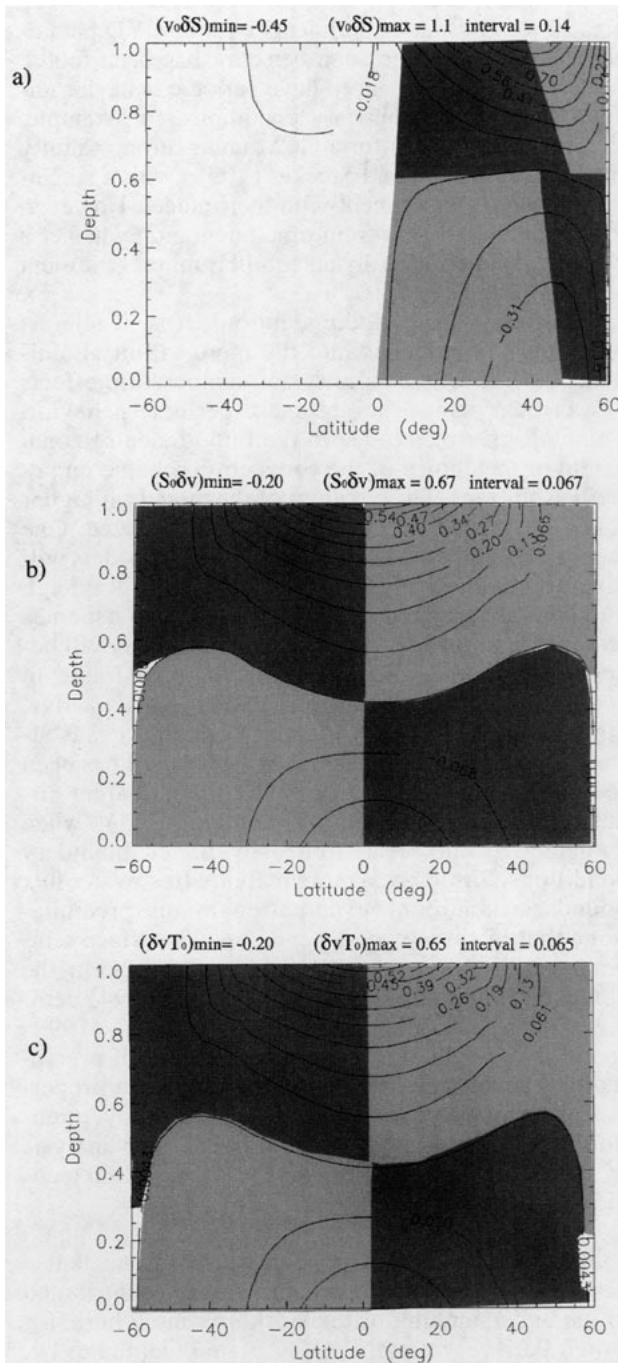 (v₀δS)min= -0.45 (v₀δS)max = 1.1 interval = 0.14
a)
1.0
0.8
0.6
0.4
0.2
0.0
Depth
-0.018
0.56
0.41
0.70
0.27
-0.31
-60 -40 -20 0 20 40 60
Latitude (deg)
(S₀δv)min= -0.20 (S₀δv)max = 0.67 interval = 0.067
b)
1.0
0.8
0.6
0.4
0.2
0.0
Depth
0.54
0.47
0.40
0.34
0.27
0.20
0.13
0.066
-0.068
-60 -40 -20 0 20 40 60
Latitude (deg)
(δvT₀)min= -0.20 (δvT₀)max = 0.65 interval = 0.065
c)
1.0
0.8
0.6
0.4
0.2
0.0
Depth
0.52
0.45
0.39
0.32
0.26
0.19
0.13
0.061
0.0043
0.0043
-60 -40 -20 0 20 40 60
Latitude (deg)